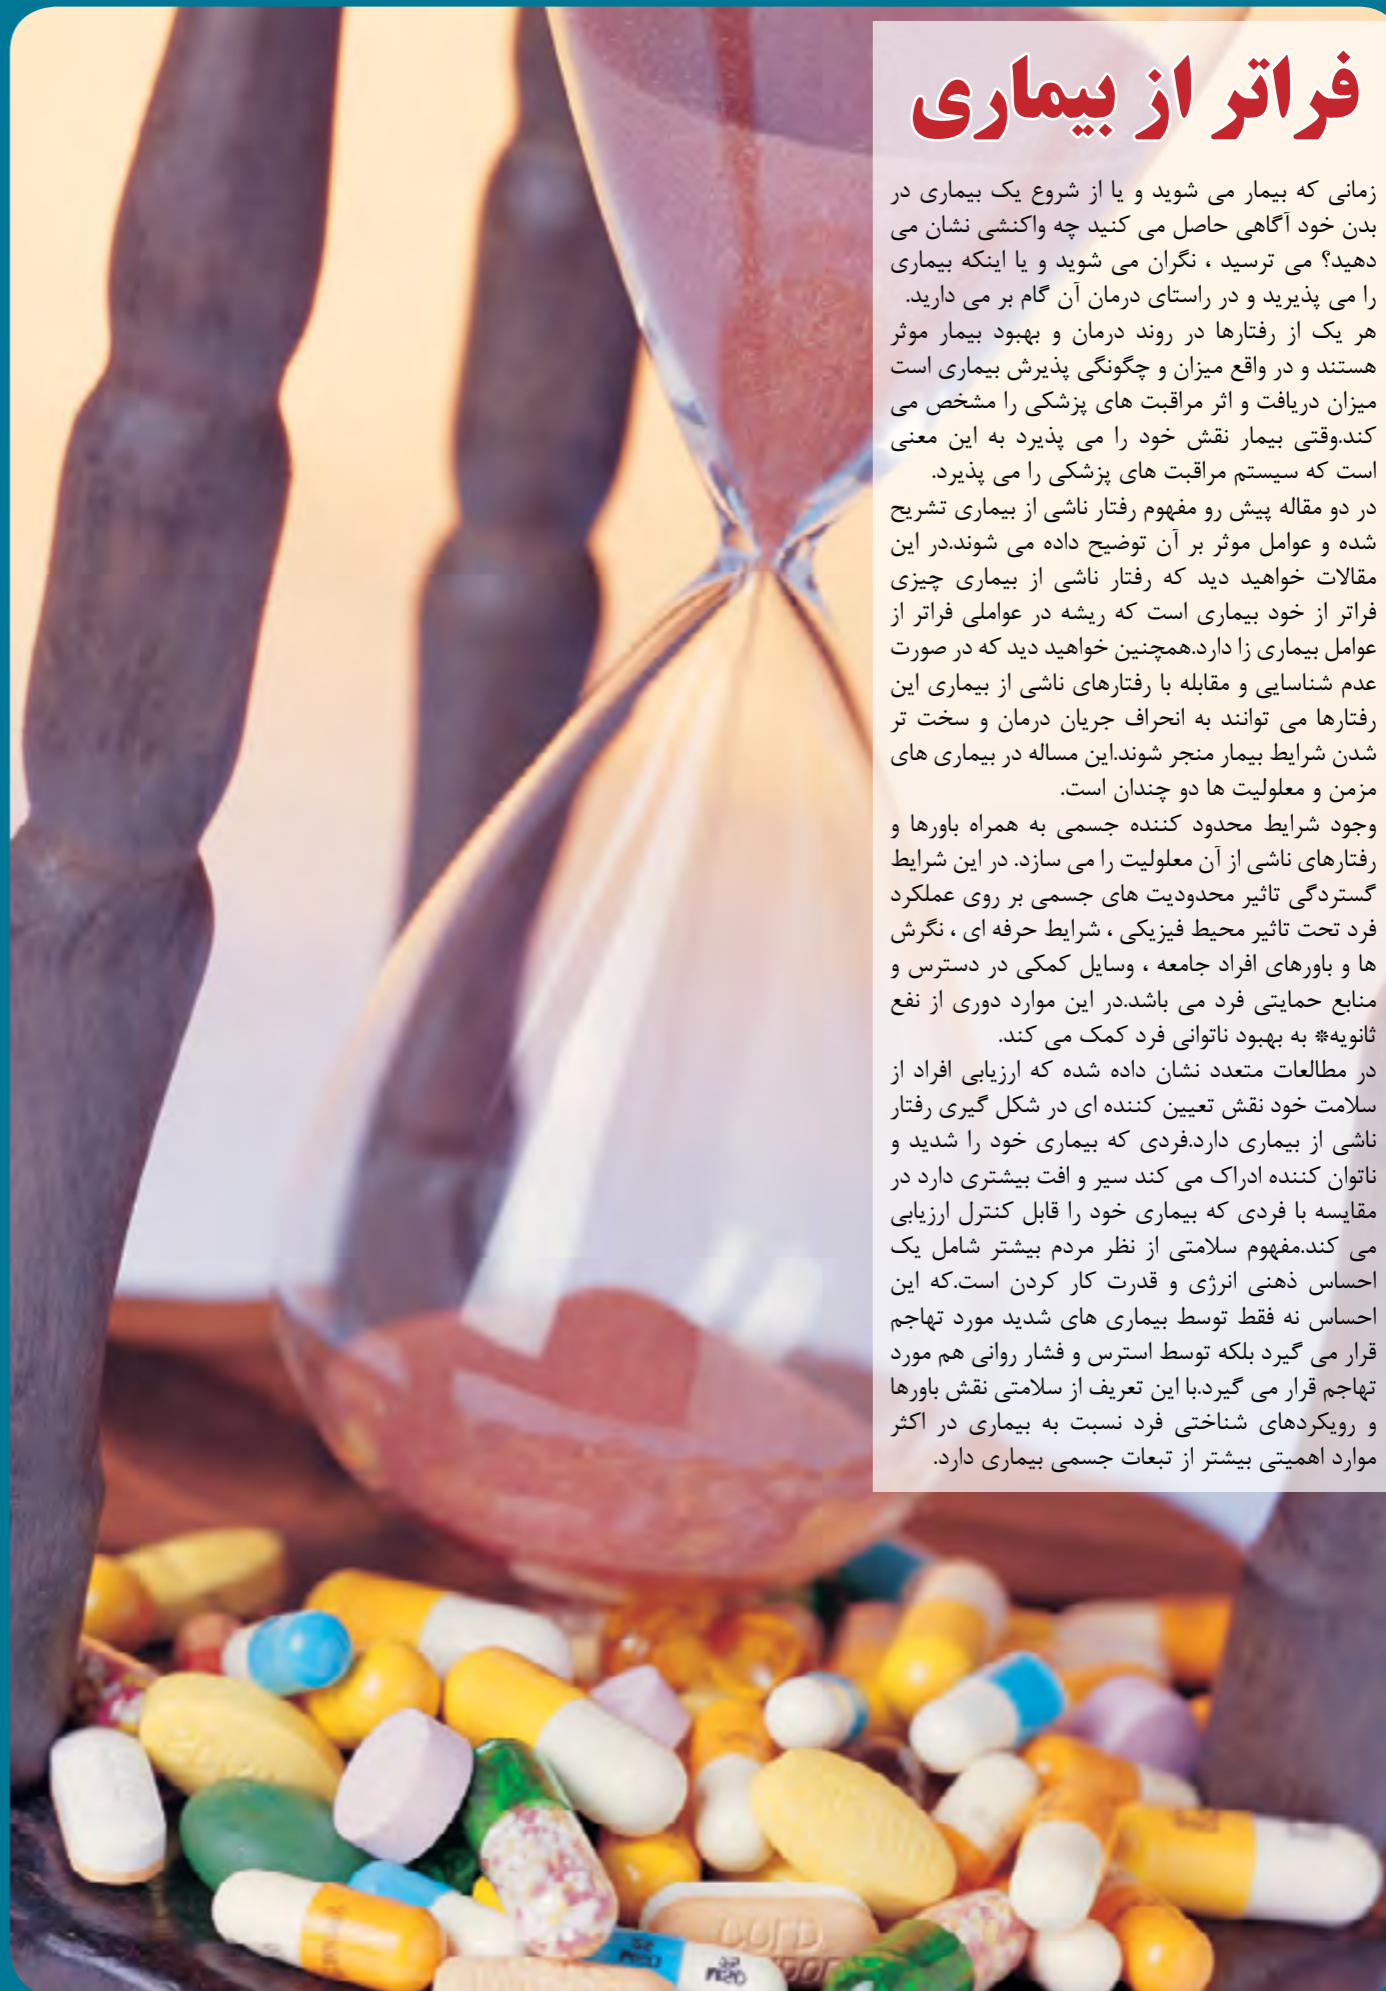 فراتر از بیماری
زمانی که بیمار می شوید و یا از شروع یک بیماری در
بدن خود آگاهی حاصل می کنید چه واکنشی نشان می
دهید؟ می ترسید ، نگران می شوید و یا اینکه بیماری
را می پذیرید و در راستای درمان آن گام بر می دارید.
هر یک از رفتارها در روند درمان و بهبود بیمار موثر
هستند و در واقع میزان و چگونگی پذیرش بیماری است
میزان دریافت و اثر مراقبت های پزشکی را مشخص می
کند.وقتی بیمار نقش خود را می پذیرد به این معنی
است که سیستم مراقبت های پزشکی را می پذیرد.
در دو مقاله پیش رو مفهوم رفتار ناشی از بیماری تشریح
شده و عوامل موثر بر آن توضیح داده می شوند.در این
مقالات خواهید دید که رفتار ناشی از بیماری چیزی
فراتر از خود بیماری است که ریشه در عواملی فراتر از
عوامل بیماری زا دارد.همچنین خواهید دید که در صورت
عدم شناسایی و مقابله با رفتارهای ناشی از بیماری این
رفتارها می توانند به انحراف جریان درمان و سخت تر
شدن شرایط بیمار منجر شوند.این مساله در بیماری های
مزمن و معلولیت ها دو چندان است.
وجود شرایط محدود کننده جسمی به همراه باورها و
رفتارهای ناشی از آن معلولیت را می سازد. در این شرایط
گستردگی تاثیر محدودیت های جسمی بر روی عملکرد
فرد تحت تاثیر محیط فیزیکی ، شرایط حرفه ای ، نگرش
ها و باورهای افراد جامعه ، وسایل کمکی در دسترس و
منابع حمایتی فرد می باشد.در این موارد دوری از نفع
ثانویه* به بهبود ناتوانی فرد کمک می کند.
در مطالعات متعدد نشان داده شده که ارزیابی افراد از
سلامت خود نقش تعیین کننده ای در شکل گیری رفتار
ناشی از بیماری دارد.فردی که بیماری خود را شدید و
ناتوان کننده ادراک می کند سیر و افت بیشتری دارد در
مقایسه با فردی که بیماری خود را قابل کنترل ارزیابی
می کند.مفهوم سلامتی از نظر مردم بیشتر شامل یک
احساس ذهنی انرژی و قدرت کار کردن است.که این
احساس نه فقط توسط بیماری های شدید مورد تهاجم
قرار می گیرد بلکه توسط استرس و فشار روانی هم مورد
تهاجم قرار می گیرد.با این تعریف از سلامتی نقش باورها
و رویکردهای شناختی فرد نسبت به بیماری در اکثر
موارد اهمیتی بیشتر از تبعات جسمی بیماری دارد.
COLD